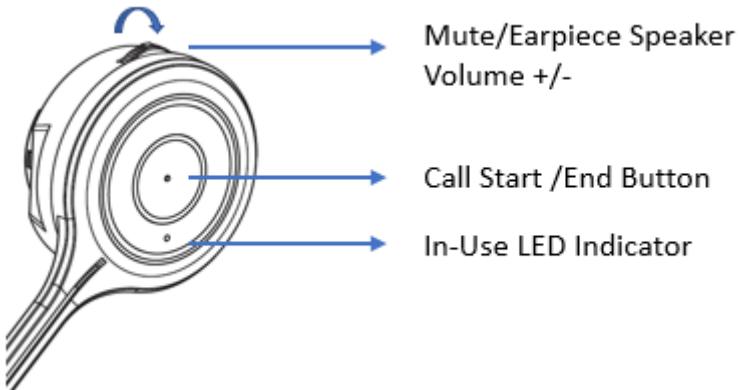 Mute/Earpiece Speaker
Volume +/-
Call Start /End Button
In-Use LED Indicator